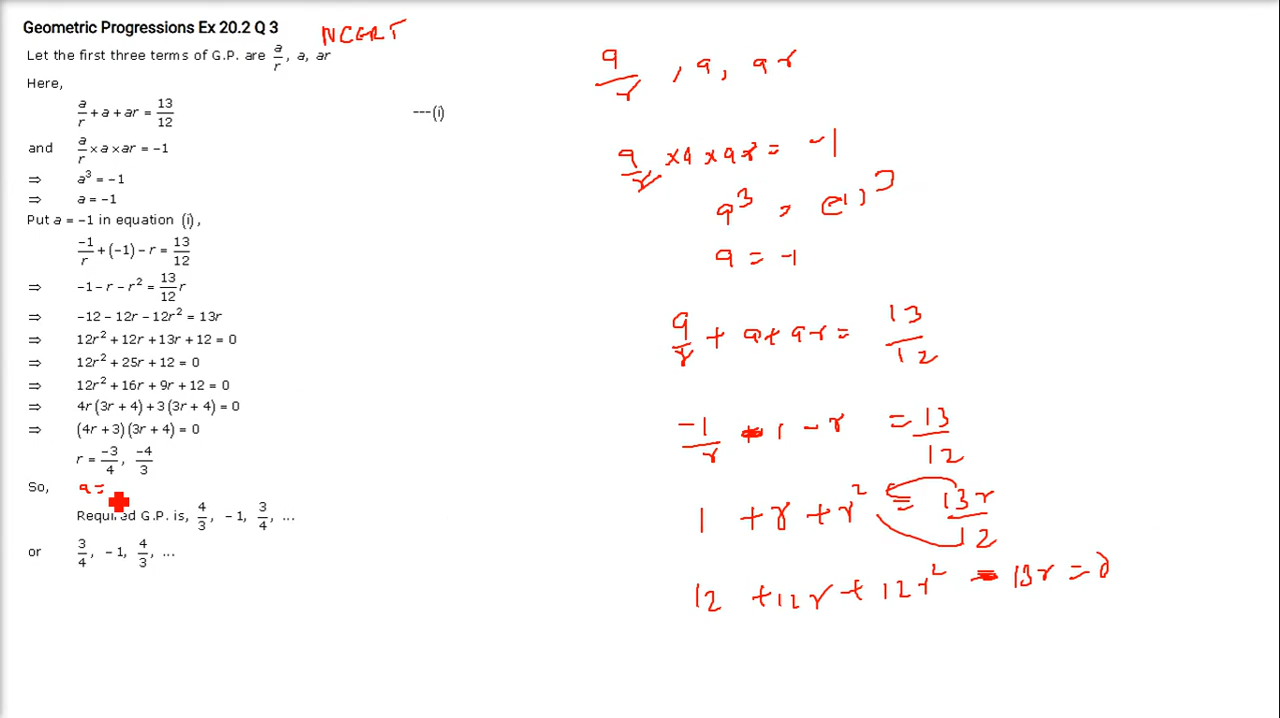 Geometric Progressions Ex 20.2 Q 3
NCERT
Let the first three terms of G.P. are a/r, a, ar
Here,
a/r + a + ar = 13/12 ---(i)
and a/r × a × ar = -1
⇒ a³ = -1
⇒ a = -1
Put a = -1 in equation (i),
-1/r + (-1) - r = 13/12
⇒ -1 - r - r² = 13/12 r
⇒ -12 - 12r - 12r² = 13r
⇒ 12r² + 12r + 13r + 12 = 0
⇒ 12r² + 25r + 12 = 0
⇒ 12r² + 16r + 9r + 12 = 0
⇒ 4r(3r + 4) + 3(3r + 4) = 0
⇒ (4r + 3)(3r + 4) = 0
r = -3/4, -4/3
So, a =
Required G.P. is, 4/3, -1, 3/4, ...
or 3/4, -1, 4/3, ...
a/r, a, ar
a/r × a × ar = -1
a³ = (-1)³
a = -1
a/r + a + ar = 13/12
-1/r - 1 - r = 13/12
1 + r + r² = 13r/12
12 + 12r + 12r² - 13r = 0